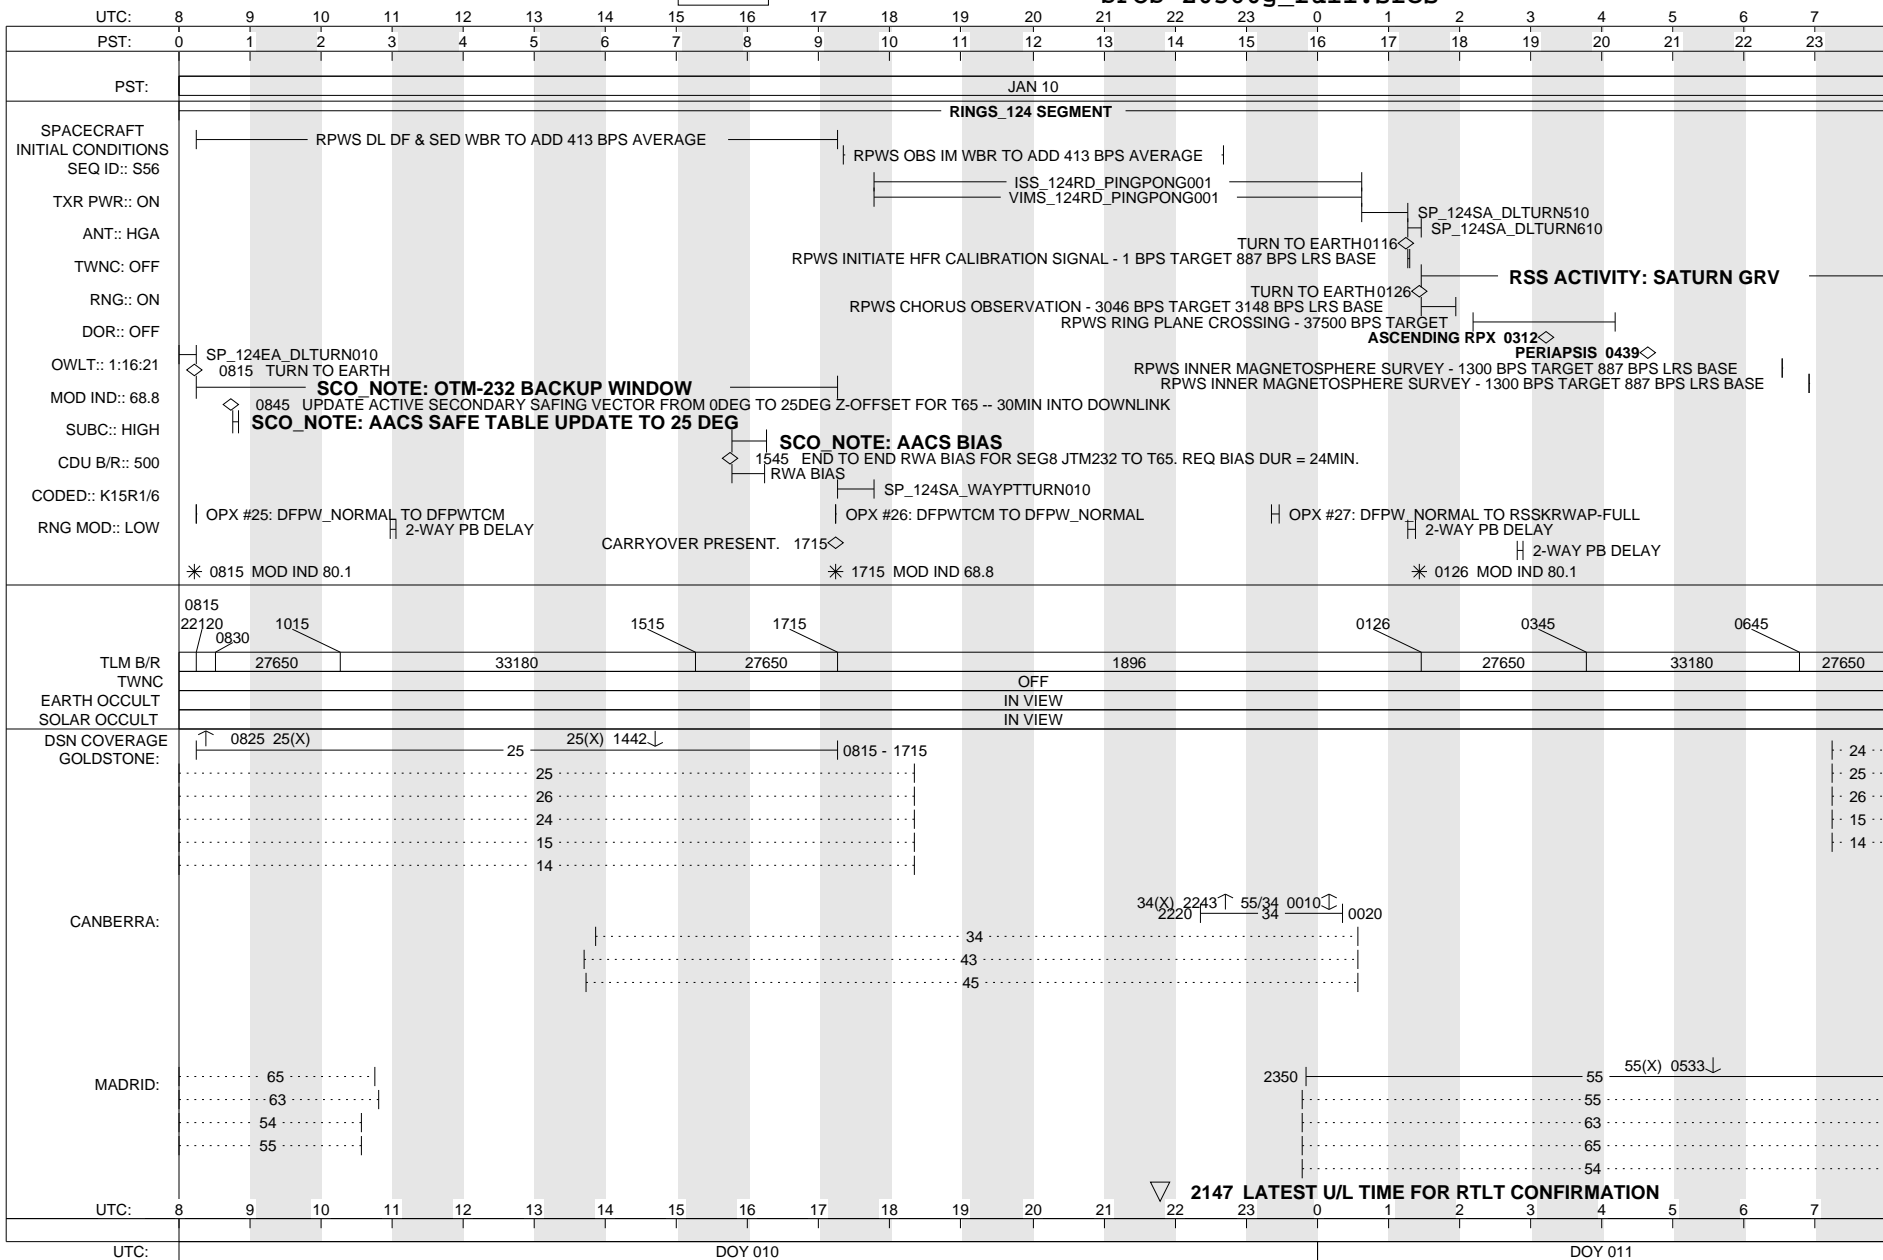 UTC: 8 9 10 11 12 13 14 15 16 17 18 19 20 21 22 23 0 1 2 3 4 5 6 7
PST: 0 1 2 3 4 5 6 7 8 9 10 11 12 13 14 15 16 17 18 19 20 21 22 23
PST: JAN 10
RINGS_124 SEGMENT
SPACECRAFT
INITIAL CONDITIONS
RPWS DL DF & SED WBR TO ADD 413 BPS AVERAGE
RPWS OBS IM WBR TO ADD 413 BPS AVERAGE
SEQ ID:: S56
ISS_124RD_PINGPONG001
VIMS_124RD_PINGPONG001
TXR PWR:: ON
SP_124SA_DLTURN510
SP_124SA_DLTURN610
ANT:: HGA
TURN TO EARTH 0116
RPWS INITIATE HFR CALIBRATION SIGNAL - 1 BPS TARGET 887 BPS LRS BASE
TWNC: OFF
RSS ACTIVITY: SATURN GRV
TURN TO EARTH 0126
RNG:: ON
RPWS CHORUS OBSERVATION - 3046 BPS TARGET 3148 BPS LRS BASE
RPWS RING PLANE CROSSING - 37500 BPS TARGET
DOR:: OFF
ASCENDING RPX 0312
SP_124EA_DLTURN010
PERIAPSIS 0439
OWLT:: 1:16:21
0815 TURN TO EARTH
RPWS INNER MAGNETOSPHERE SURVEY - 1300 BPS TARGET 887 BPS LRS BASE
RPWS INNER MAGNETOSPHERE SURVEY - 1300 BPS TARGET 887 BPS LRS BASE
SCO_NOTE: OTM-232 BACKUP WINDOW
MOD IND:: 68.8
0845 UPDATE ACTIVE SECONDARY SAFING VECTOR FROM 0DEG TO 25DEG Z-OFFSET FOR T65 -- 30MIN INTO DOWNLINK
SCO_NOTE: AACS SAFE TABLE UPDATE TO 25 DEG
SUBC:: HIGH
SCO_NOTE: AACS BIAS
1545 END TO END RWA BIAS FOR SEG8 JTM232 TO T65. REQ BIAS DUR = 24MIN.
CDU B/R:: 500
RWA BIAS
SP_124SA_WAYPTTURN010
CODED:: K15R1/6
OPX #25: DFPW_NORMAL TO DFPWTCM
OPX #26: DFPWTCM TO DFPW_NORMAL
OPX #27: DFPW_NORMAL TO RSSKRWAP-FULL
RNG MOD:: LOW
2-WAY PB DELAY
2-WAY PB DELAY
CARRYOVER PRESENT. 1715
2-WAY PB DELAY
0815 MOD IND 80.1
1715 MOD IND 68.8
0126 MOD IND 80.1
0815
22120 1015 1515 1715 0126 0345 0645
0830
TLM B/R 27650 33180 27650 1896 27650 33180 27650
TWNC OFF
EARTH OCCULT IN VIEW
SOLAR OCCULT IN VIEW
DSN COVERAGE
0825 25(X) 25(X) 1442
GOLDSTONE: 25 0815 - 1715 24
25 25
26 26
24 15
15 14
14
34(X) 2243 55/34 0010
CANBERRA: 2220 34 0020
34
43
45
55(X) 0533
MADRID: 65 2350 55
63 55
54 63
55 65
54
2147 LATEST U/L TIME FOR RTLT CONFIRMATION
UTC: 8 9 10 11 12 13 14 15 16 17 18 19 20 21 22 23 0 1 2 3 4 5 6 7
UTC: DOY 010 DOY 011